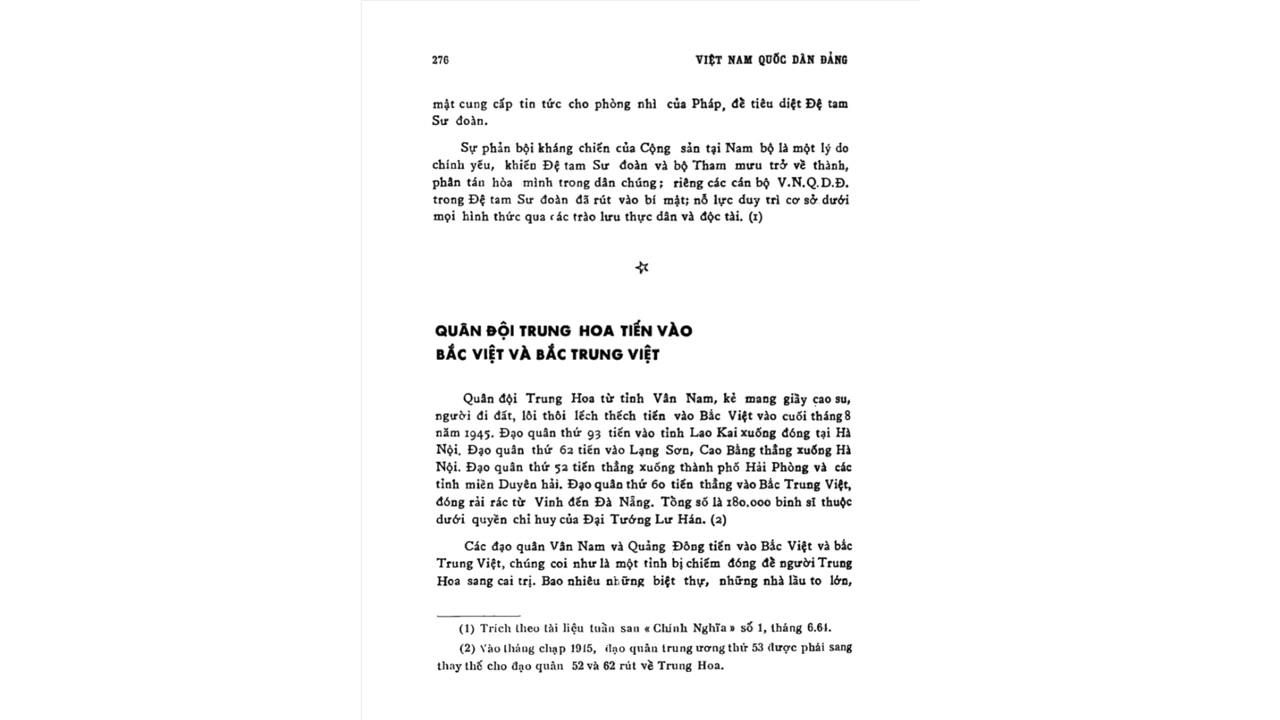 276
VIỆT NAM QUỐC DÂN ĐẢNG
mật cung cấp tin tức cho phòng nhì của Pháp, để tiêu diệt Đệ tam
Sư đoàn.
Sự phản bội kháng chiến của Cộng sản tại Nam bộ là một lý do
chính yếu, khiến Đệ tam Sư đoàn và bộ Tham mưu trở về thành,
phân tán hòa mình trong dân chúng; riêng các cán bộ V.N.Q.D.Đ.
trong Đệ tam Sư đoàn đã rút vào bí mật; nỗ lực duy trì cơ sở dưới
mọi hình thức qua các trào lưu thực dân và độc tài. (1)
QUÂN ĐỘI TRUNG HOA TIẾN VÀO
BẮC VIỆT VÀ BẮC TRUNG VIỆT
Quân đội Trung Hoa từ tỉnh Vân Nam, kẻ mang giầy cao su,
người đi đất, lôi thôi lếch thếch tiến vào Bắc Việt vào cuối tháng 8
năm 1945. Đạo quân thứ 93 tiến vào tỉnh Lao Kai xuống đóng tại Hà
Nội. Đạo quân thứ 62 tiến vào Lạng Sơn, Cao Bằng thẳng xuống Hà
Nội. Đạo quân thứ 52 tiến thẳng xuống thành phố Hải Phòng và các
tỉnh miền Duyên hải. Đạo quân thứ 60 tiến thẳng vào Bắc Trung Việt,
đóng rải rác từ Vinh đến Đà Nẵng. Tổng số là 180.000 binh sĩ thuộc
dưới quyền chỉ huy của Đại Tướng Lư Hán. (2)
Các đạo quân Vân Nam và Quảng Đông tiến vào Bắc Việt và bắc
Trung Việt, chúng coi như là một tỉnh bị chiếm đóng để người Trung
Hoa sang cai trị. Bao nhiêu những biệt thự, những nhà lầu to lớn,
(1) Trích theo tài liệu tuần san « Chính Nghĩa » số 1, tháng 6.64.
(2) Vào tháng chạp 1945, đạo quân trung ương thứ 53 được phái sang
thay thế cho đạo quân 52 và 62 rút về Trung Hoa.